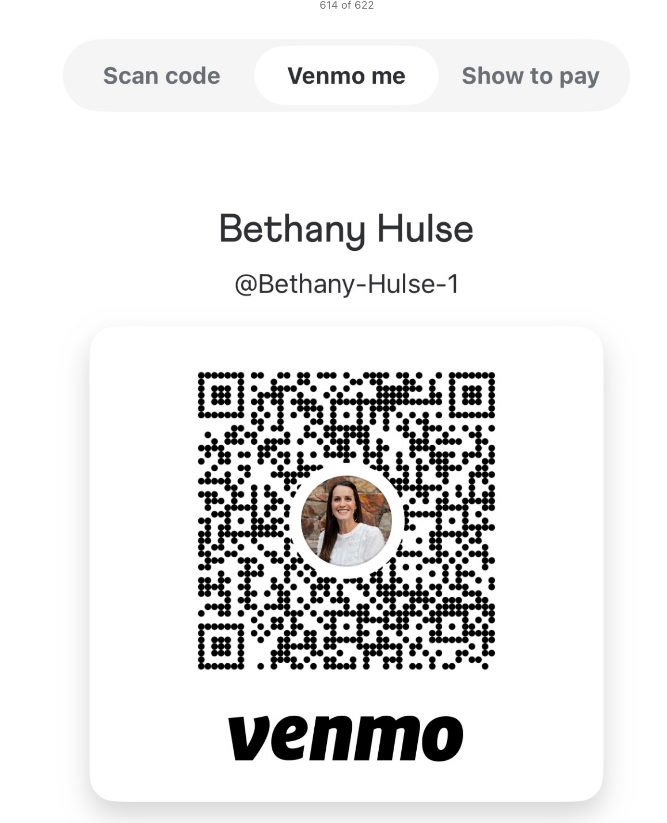 614 of 622
Scan code Venmo me Show to pay
Bethany Hulse
@Bethany-Hulse-1
venmo